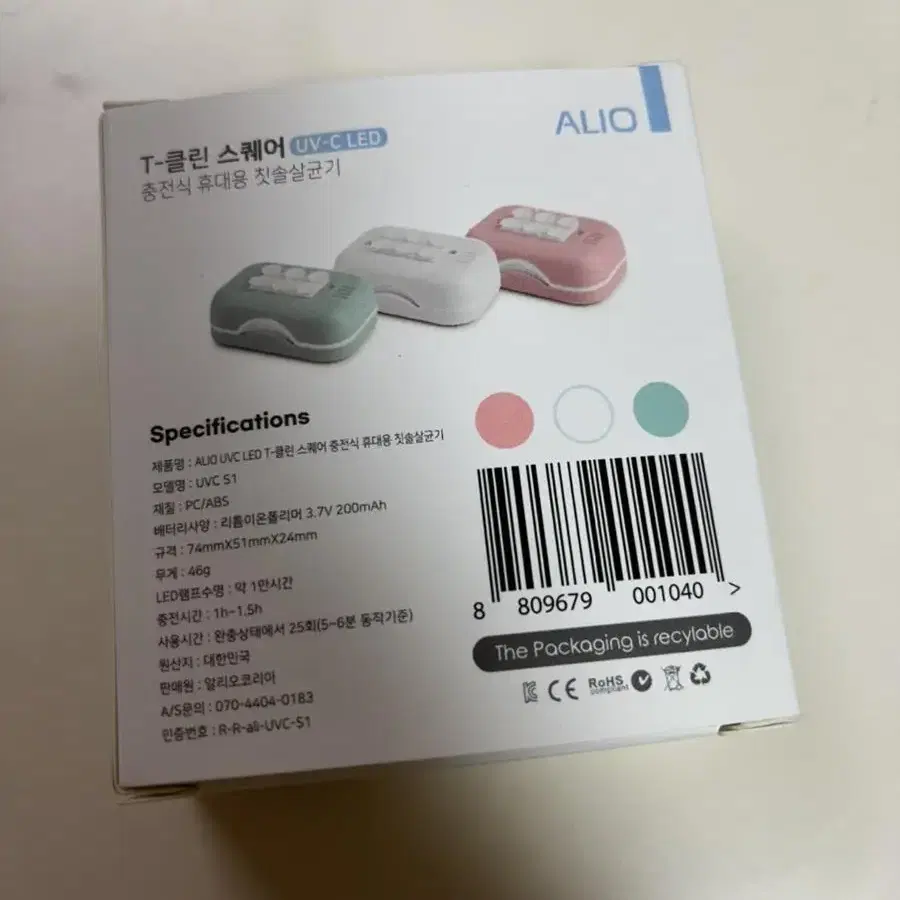 ALIO
T-클린 스퀘어 UV-C LED
충전식 휴대용 칫솔살균기
Specifications
제품명 : ALIO UVC LED T-클린 스퀘어 충전식 휴대용 칫솔살균기
모델명 : UVC S1
재질 : PC/ABS
배터리사양 : 리튬이온폴리머 3.7V 200mAh
규격 : 74mmX51mmX24mm
무게 : 46g
LED램프수명 : 약 1만시간
충전시간 : 1h~1.5h
사용시간 : 완충상태에서 25회(5~6분 동작기준)
원산지 : 대한민국
판매원 : 알리오코리아
A/S문의 : 070-4404-0183
인증번호 : R-R-ali-UVC-S1
8 809679 001040 >
The Packaging is recylable
CE RoHS
compliant